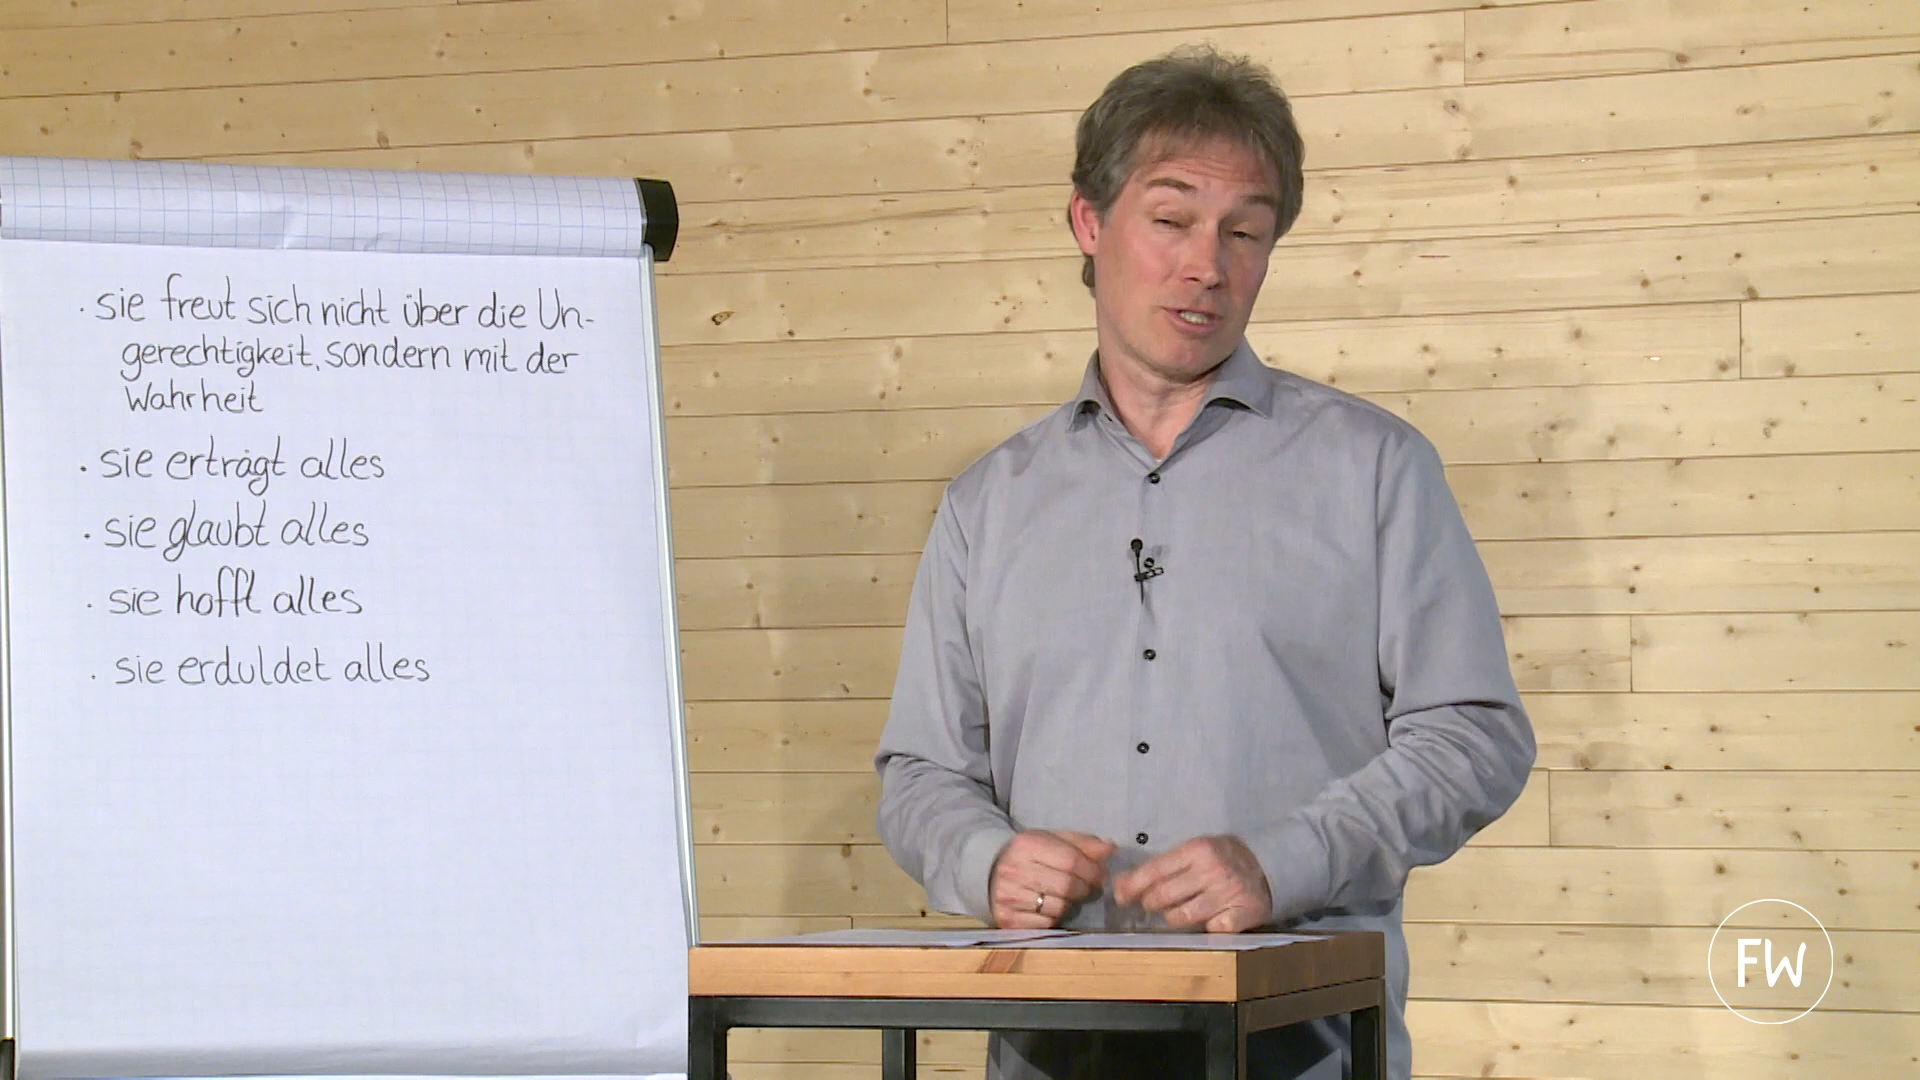 · sie freut sich nicht über die Un-
gerechtigkeit, sondern mit der
Wahrheit
· sie erträgt alles
· sie glaubt alles
· sie hofft alles
· sie erduldet alles
FW